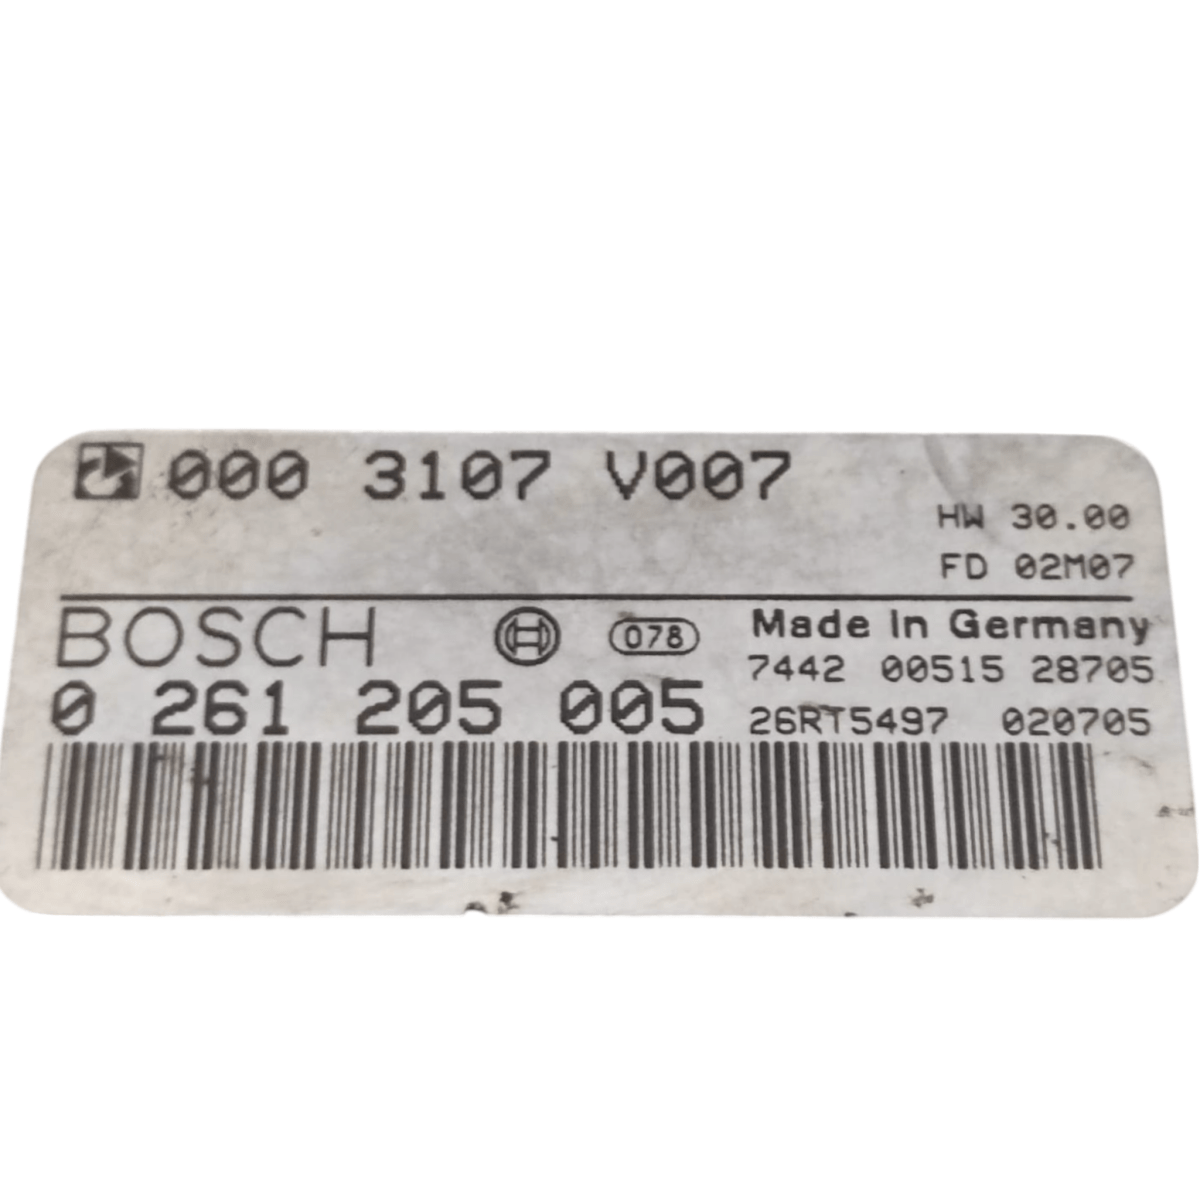 000 3107 V007
HW 30.00
FD 02M07
BOSCH 078 Made in Germany
7442 00515 28705
0 261 205 005
26RT5497 020705